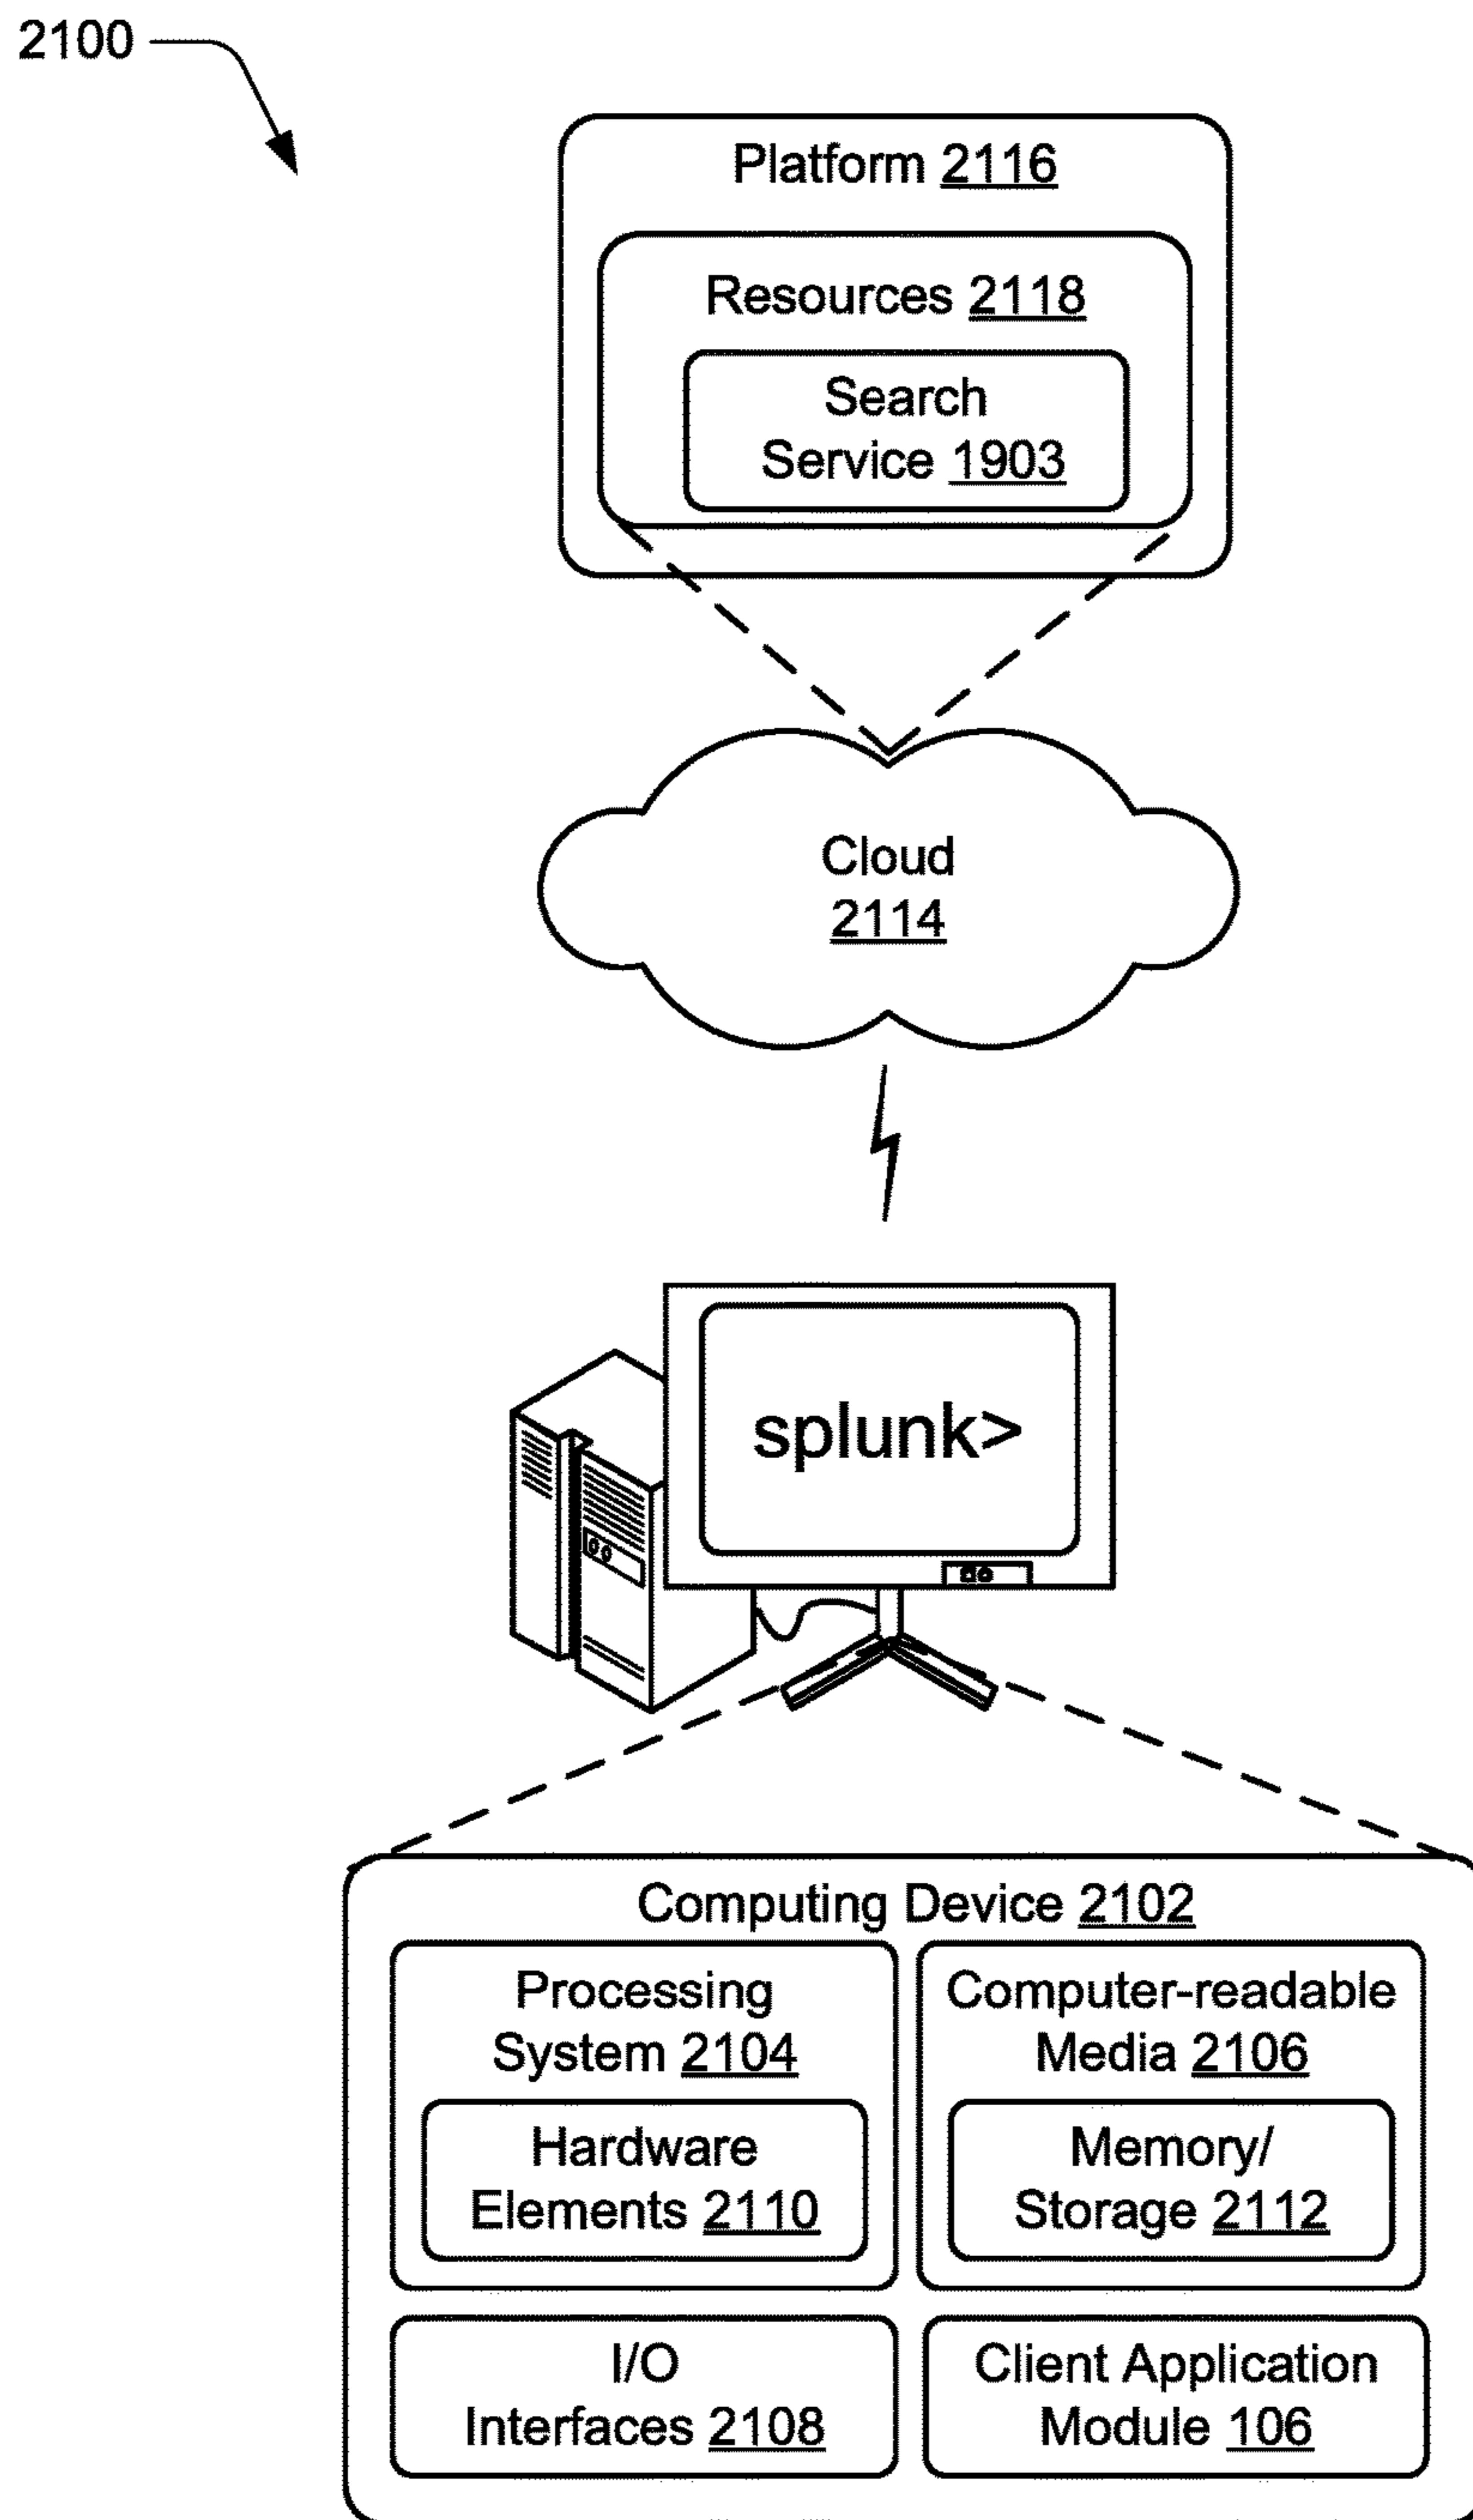 2100
Platform 2116
Resources 2118
Search
Service 1903
Cloud
2114
splunk>
Computing Device 2102
Processing
System 2104
Hardware
Elements 2110
Computer-readable
Media 2106
Memory/
Storage 2112
I/O
Interfaces 2108
Client Application
Module 106